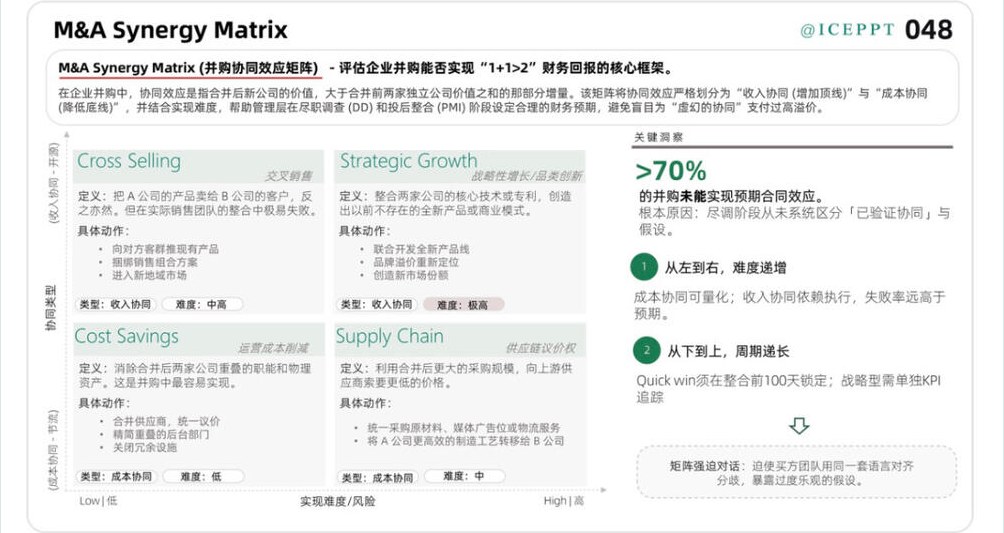 M&A Synergy Matrix
@ICEPPT 048
M&A Synergy Matrix (并购协同效应矩阵) - 评估企业并购能否实现“1+1>2”财务回报的核心框架。
在企业并购中，协同效应是指合并后新公司的价值，大于合并前两家独立公司价值之和的那部分增量。该矩阵将协同效应严格划分为“收入协同 (增加顶线)”与“成本协同
(降低底线)”，并结合实现难度，帮助管理层在尽职调查 (DD) 和投后整合 (PMI) 阶段设定合理的财务预期，避免盲目为“虚幻的协同”支付过高溢价。
(收入协同 - 开源)
协同类型
(成本协同 - 节流)
Cross Selling
交叉销售
定义：把 A 公司的产品卖给 B 公司的客户，反
之亦然。但在实际销售团队的整合中极易失败。
具体动作：
• 向对方客群推现有产品
• 捆绑销售组合方案
• 进入新地域市场
类型：收入协同 难度：中高
Strategic Growth
战略性增长/品类创新
定义：整合两家公司的核心技术或专利，创造
出以前不存在的全新产品或商业模式。
具体动作：
• 联合开发全新产品线
• 品牌溢价重新定位
• 创造新市场份额
类型：收入协同 难度：极高
Cost Savings
运营成本削减
定义：消除合并后两家公司重叠的职能和物理
资产。这是并购中最容易实现。
具体动作：
• 合并供应商，统一议价
• 精简重叠的后台部门
• 关闭冗余设施
类型：成本协同 难度：低
Supply Chain
供应链议价权
定义：利用合并后更大的采购规模，向上游供
应商索要更低的价格。
具体动作：
• 统一采购原材料、媒体广告位或物流服务
• 将 A 公司更高效的制造工艺转移给 B 公司
类型：成本协同 难度：中
Low | 低
实现难度/风险
High | 高
关键洞察
>70%
的并购未能实现预期合同效应。
根本原因：尽调阶段从未系统区分「已验证协同」与
假设。
1 从左到右，难度递增
成本协同可量化；收入协同依赖执行，失败率远高于
预期。
2 从下到上，周期递长
Quick win须在整合前100天锁定；战略型需单独KPI
追踪
矩阵强迫对话：迫使买方团队用同一套语言对齐
分歧，暴露过度乐观的假设。